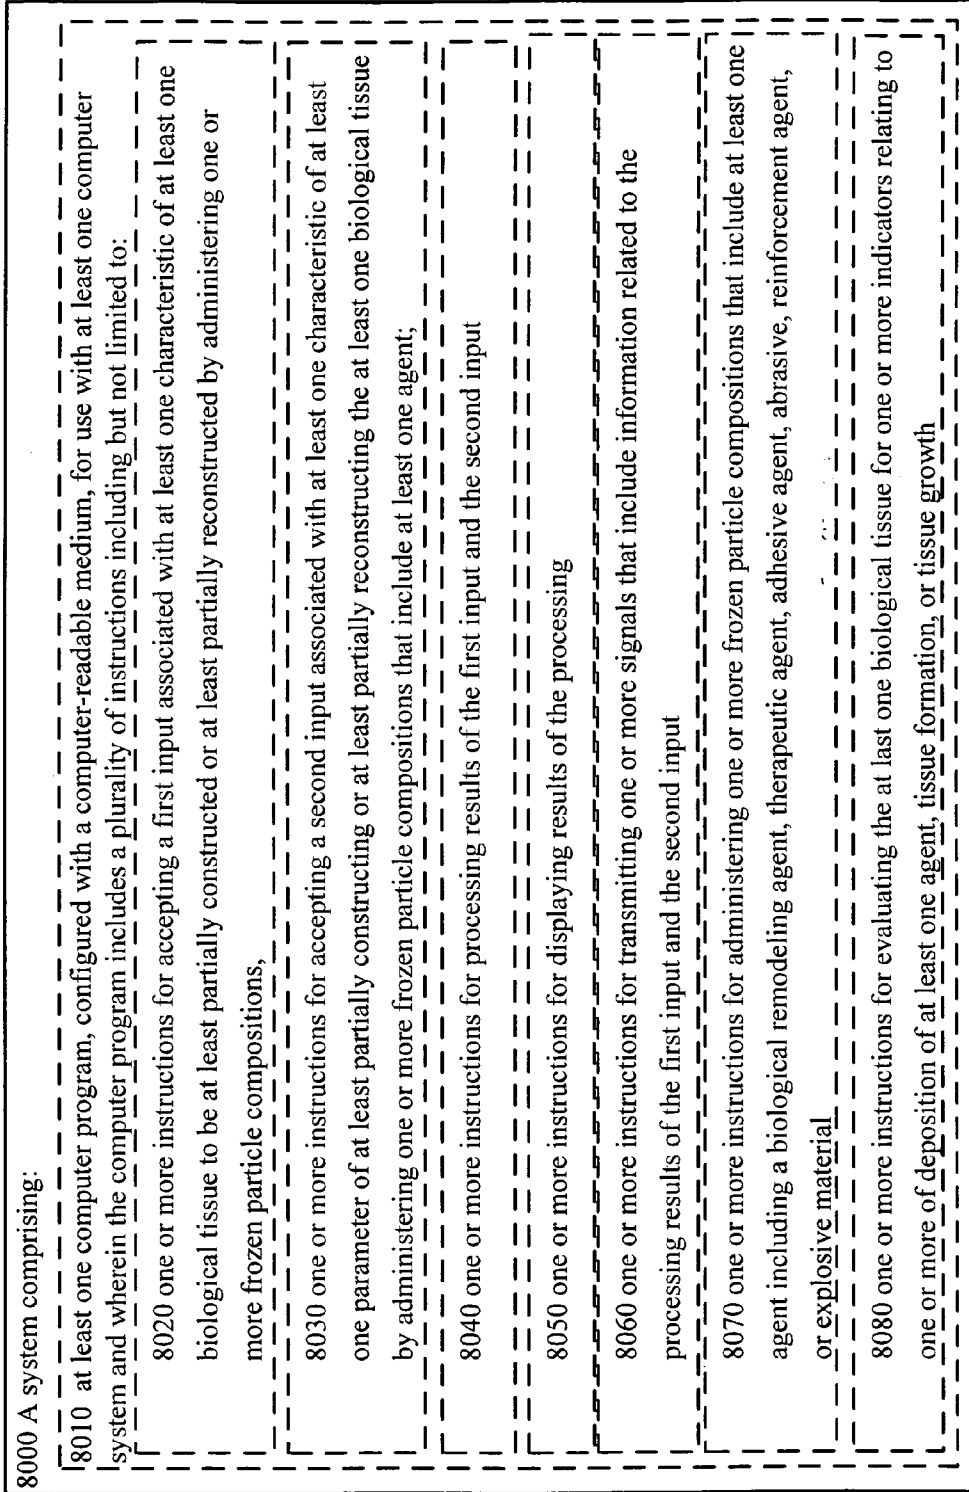 8000 A system comprising:
8010 at least one computer program, configured with a computer-readable medium, for use with at least one computer
system and wherein the computer program includes a plurality of instructions including but not limited to:
8020 one or more instructions for accepting a first input associated with at least one characteristic of at least one
biological tissue to be at least partially constructed or at least partially reconstructed by administering one or
more frozen particle compositions,
8030 one or more instructions for accepting a second input associated with at least one characteristic of at least
one parameter of at least partially constructing or at least partially reconstructing the at least one biological tissue
by administering one or more frozen particle compositions that include at least one agent;
8040 one or more instructions for processing results of the first input and the second input
8050 one or more instructions for displaying results of the processing
8060 one or more instructions for transmitting one or more signals that include information related to the
processing results of the first input and the second input
8070 one or more instructions for administering one or more frozen particle compositions that include at least one
agent including a biological remodeling agent, therapeutic agent, adhesive agent, abrasive, reinforcement agent,
or explosive material
8080 one or more instructions for evaluating the at last one biological tissue for one or more indicators relating to
one or more of deposition of at least one agent, tissue formation, or tissue growth